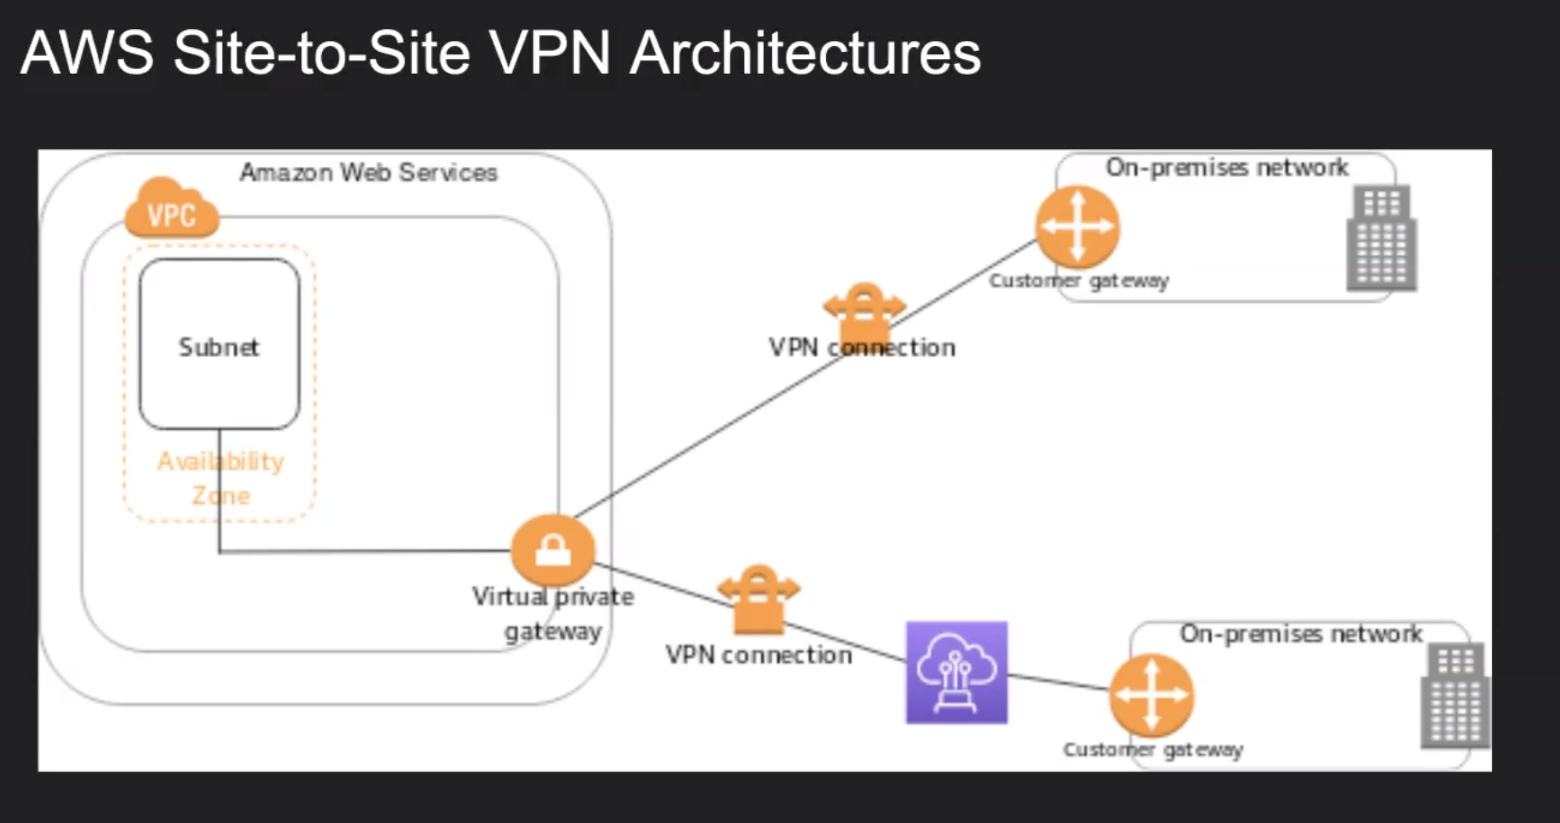 AWS Site-to-Site VPN Architectures
Amazon Web Services
On-premises network
VPC
Customer gateway
Subnet
VPN connection
Availability
Zone
Virtual private
gateway
VPN connection
On-premises network
Customer gateway